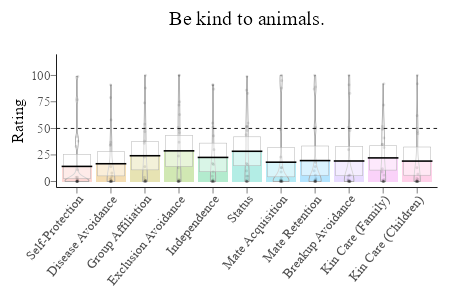 Be kind to animals.
Rating
100
75
50
25
0
Self-Protection
Disease Avoidance
Group Affiliation
Exclusion Avoidance
Independence
Status
Mate Acquisition
Mate Retention
Breakup Avoidance
Kin Care (Family)
Kin Care (Children)